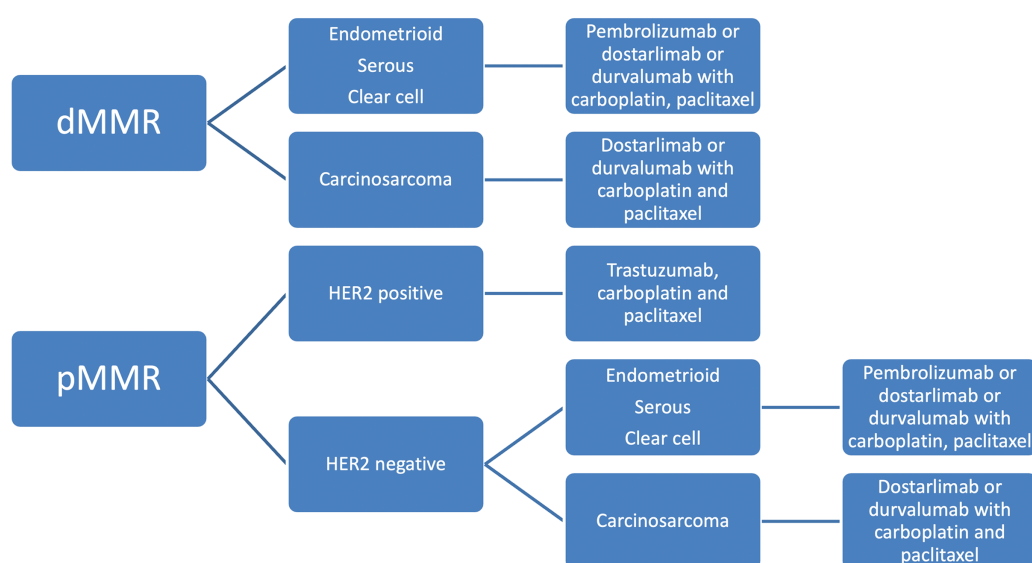 dMMR
Endometrioid
Serous
Clear cell
Pembrolizumab or
dostarlimab or
durvalumab with
carboplatin, paclitaxel
Carcinosarcoma
Dostarlimab or
durvalumab with
carboplatin and
paclitaxel
pMMR
HER2 positive
Trastuzumab,
carboplatin and
paclitaxel
HER2 negative
Endometrioid
Serous
Clear cell
Pembrolizumab or
dostarlimab or
durvalumab with
carboplatin, paclitaxel
Carcinosarcoma
Dostarlimab or
durvalumab with
carboplatin and
paclitaxel